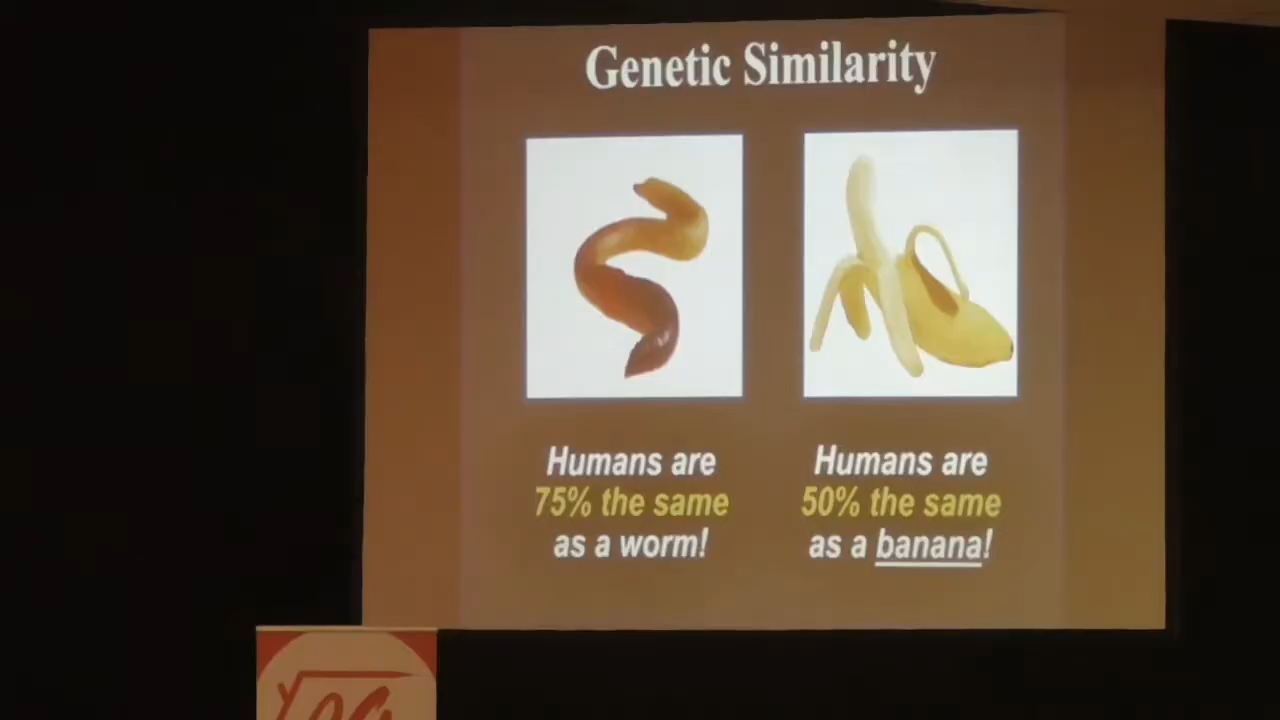 Genetic Similarity
Humans are
75% the same
as a worm!
Humans are
50% the same
as a banana!